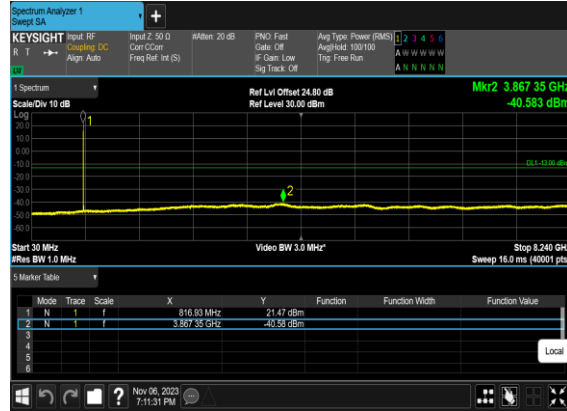 Spectrum Analyzer 1
Swept SA
KEYSIGHT Input: RF Input Z: 50 Ω #Atten: 20 dB PNO: Fast Avg Type: Power (RMS) 1 2 3 4 5 6
R T Coupling: DC Corr CCorr Gate: Off Avg|Hold: 100/100 A W W W W W
Align: Auto Freq Ref: Int (S) IF Gain: Low Trig: Free Run
Sig Track: Off A N N N N N
1 Spectrum Ref Lvl Offset 24.80 dB Mkr2 3.867 35 GHz
Scale/Div 10 dB Ref Level 30.00 dBm -40.583 dBm
Log
20.0
1
10.0
0.00
-10.0
DL1 -13.00 dBm
-20.0
-30.0
2
-40.0
-50.0
-60.0
Start 30 MHz Video BW 3.0 MHz* Stop 8.240 GHz
#Res BW 1.0 MHz Sweep 16.0 ms (40001 pts
5 Marker Table
Mode Trace Scale X Y Function Function Width Function Value
1 N 1 f 816.93 MHz 21.47 dBm
2 N 1 f 3.867 35 GHz -40.58 dBm
3
4
5
6
Local
Nov 06, 2023
7:11:31 PM